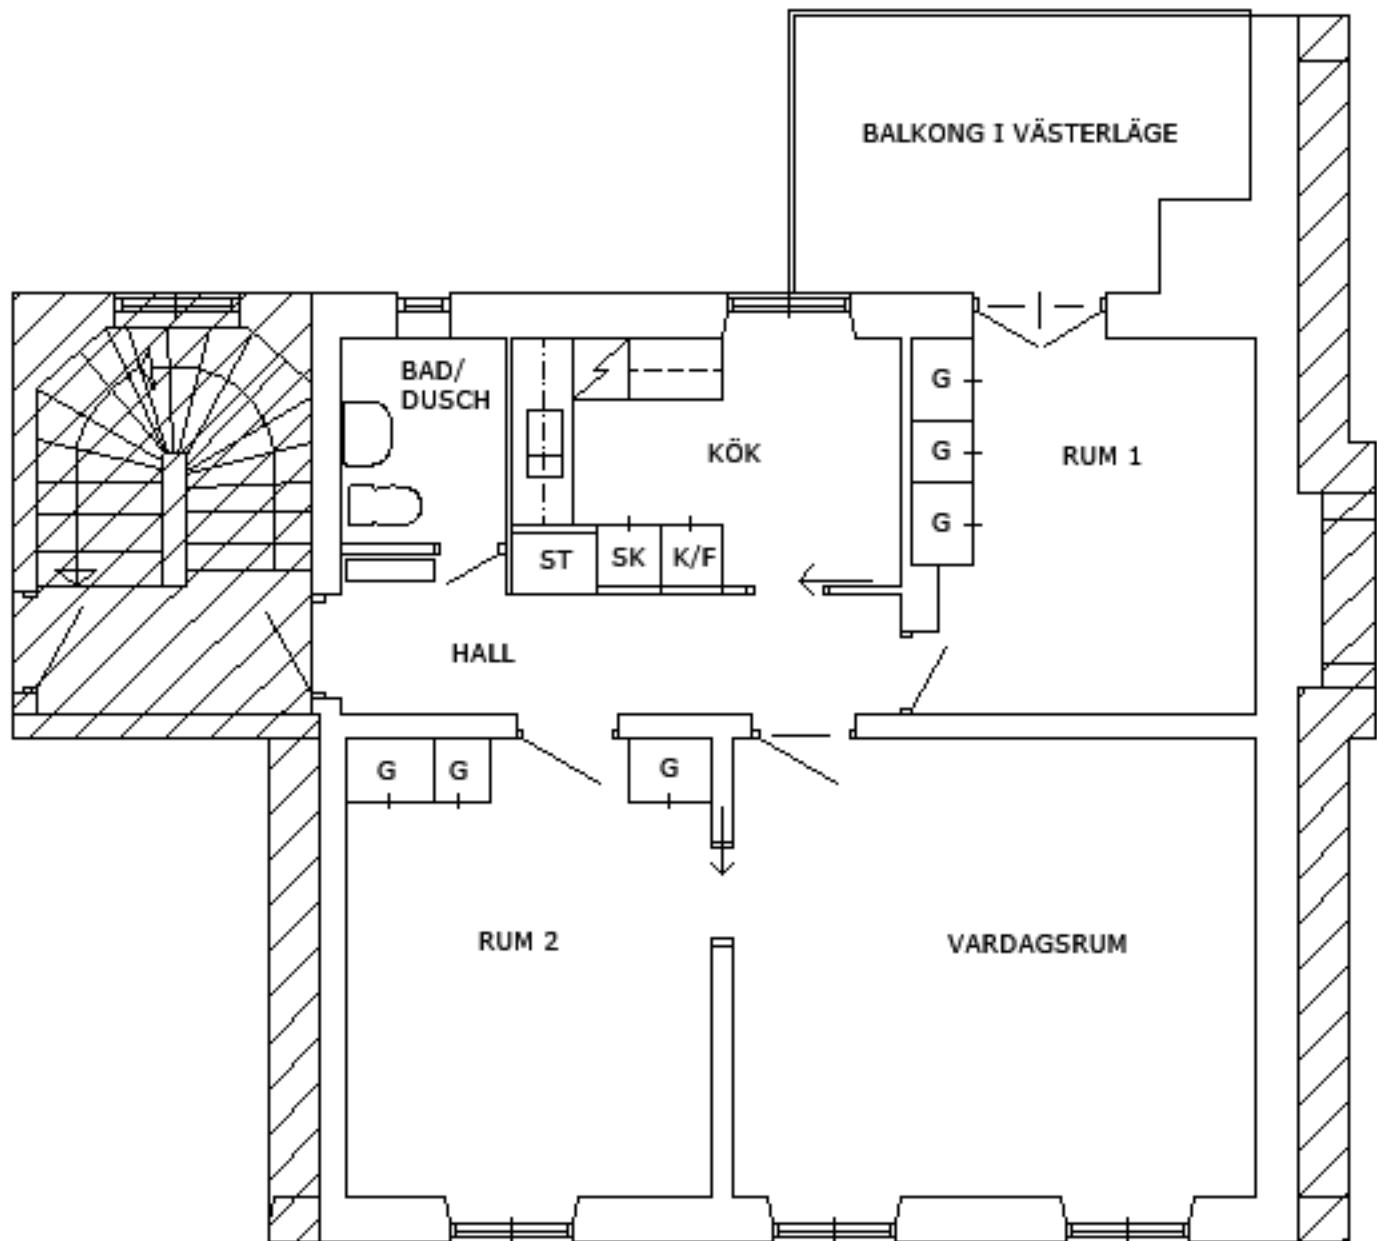 BALKONG I VÄSTERLÄGE
BAD/
DUSCH
G
KÖK
G
RUM 1
G
ST
SK
K/F
HALL
G
G
G
RUM 2
VARDAGSRUM